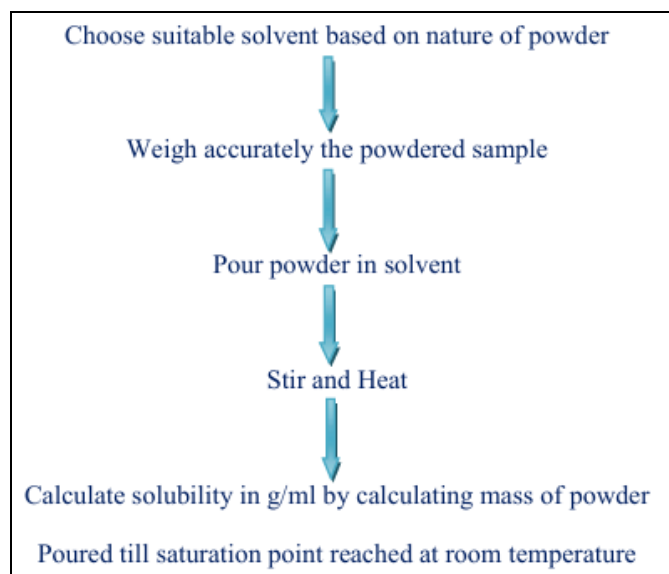 Choose suitable solvent based on nature of powder
Weigh accurately the powdered sample
Pour powder in solvent
Stir and Heat
Calculate solubility in g/ml by calculating mass of powder
Poured till saturation point reached at room temperature